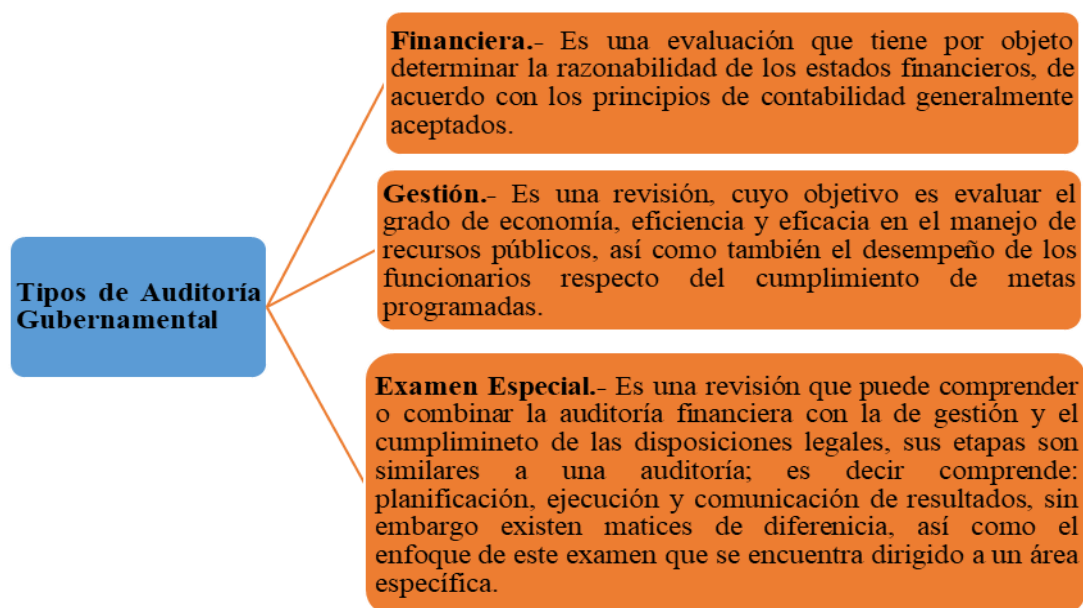 Tipos de Auditoría
Gubernamental
Financiera.- Es una evaluación que tiene por objeto
determinar la razonabilidad de los estados financieros, de
acuerdo con los principios de contabilidad generalmente
aceptados.
Gestión.- Es una revisión, cuyo objetivo es evaluar el
grado de economía, eficiencia y eficacia en el manejo de
recursos públicos, así como también el desempeño de los
funcionarios respecto del cumplimiento de metas
programadas.
Examen Especial.- Es una revisión que puede comprender
o combinar la auditoría financiera con la de gestión y el
cumplimineto de las disposiciones legales, sus etapas son
similares a una auditoría; es decir comprende:
planificación, ejecución y comunicación de resultados, sin
embargo existen matices de diferenicia, así como el
enfoque de este examen que se encuentra dirigido a un área
específica.